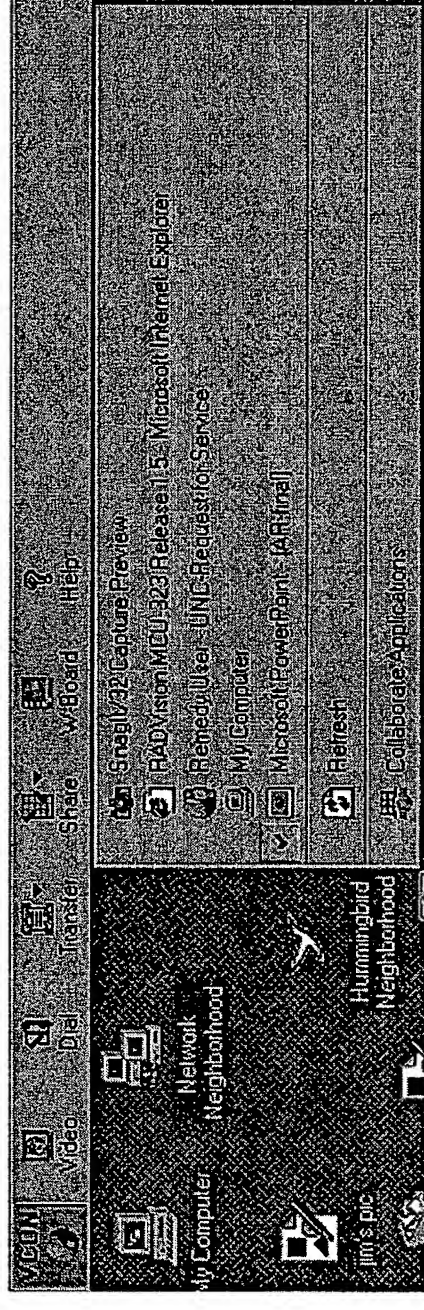 VCON
Video
Dial
Transfer
Share
W-Board
Help
My Computer
Network
Neighborhood
Jim's pic
Hummingbird
Neighborhood
SnagIt/32 Capture Preview
RADVision MCU-323 Release 1.5 - Microsoft Internet Explorer
Remedy User - UNC-Request for Service
My Computer
Microsoft PowerPoint - [ARfinal]
Refresh
Collaborate Applications